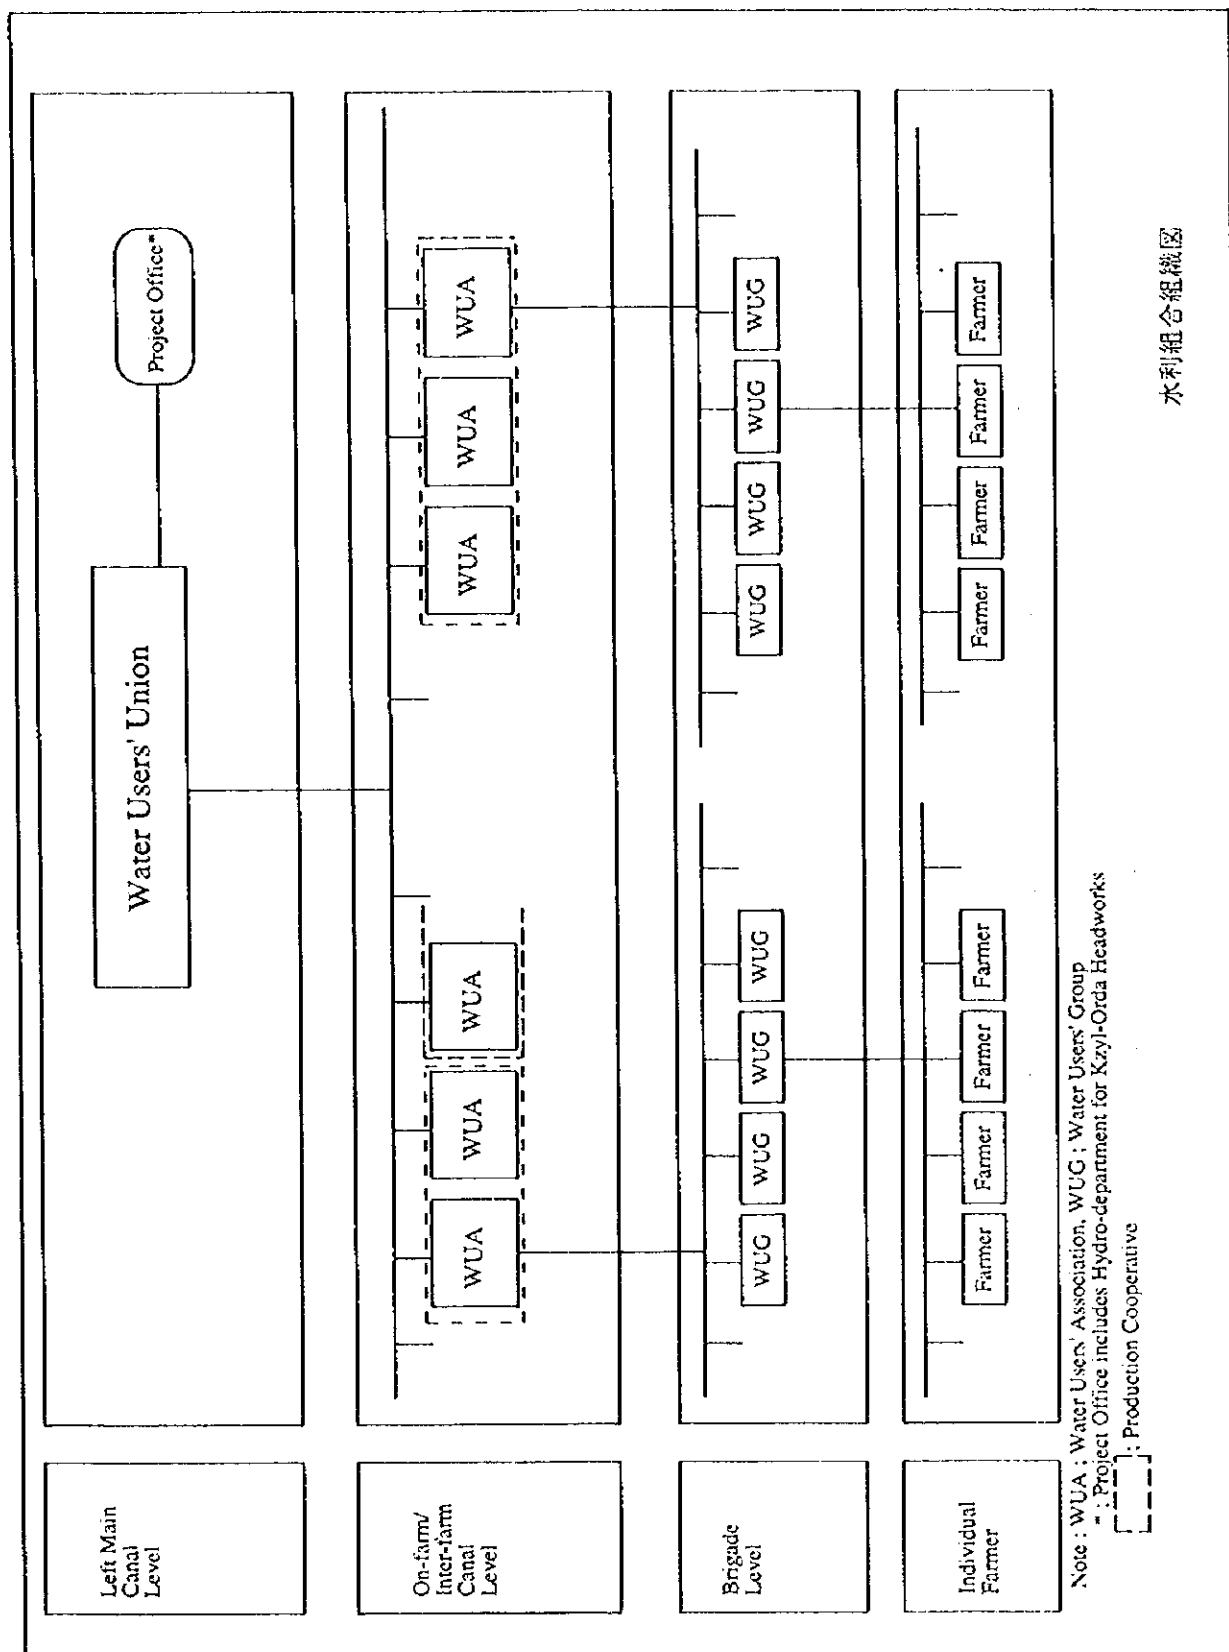 Left Main
Canal
Level
Water Users' Union
Project Office*
On-farm/
Inter-farm
Canal
Level
WUA
WUA
WUA
WUA
WUA
WUA
Brigade
Level
WUG
WUG
WUG
WUG
WUG
WUG
WUG
WUG
Individual
Farmer
Farmer
Farmer
Farmer
Farmer
Farmer
Farmer
Farmer
Farmer
Note : WUA ; Water Users' Association, WUG ; Water Users' Group
* : Project Office includes Hydro-department for Kzyl-Orda Headworks
: Production Cooperative
水利組合組織図